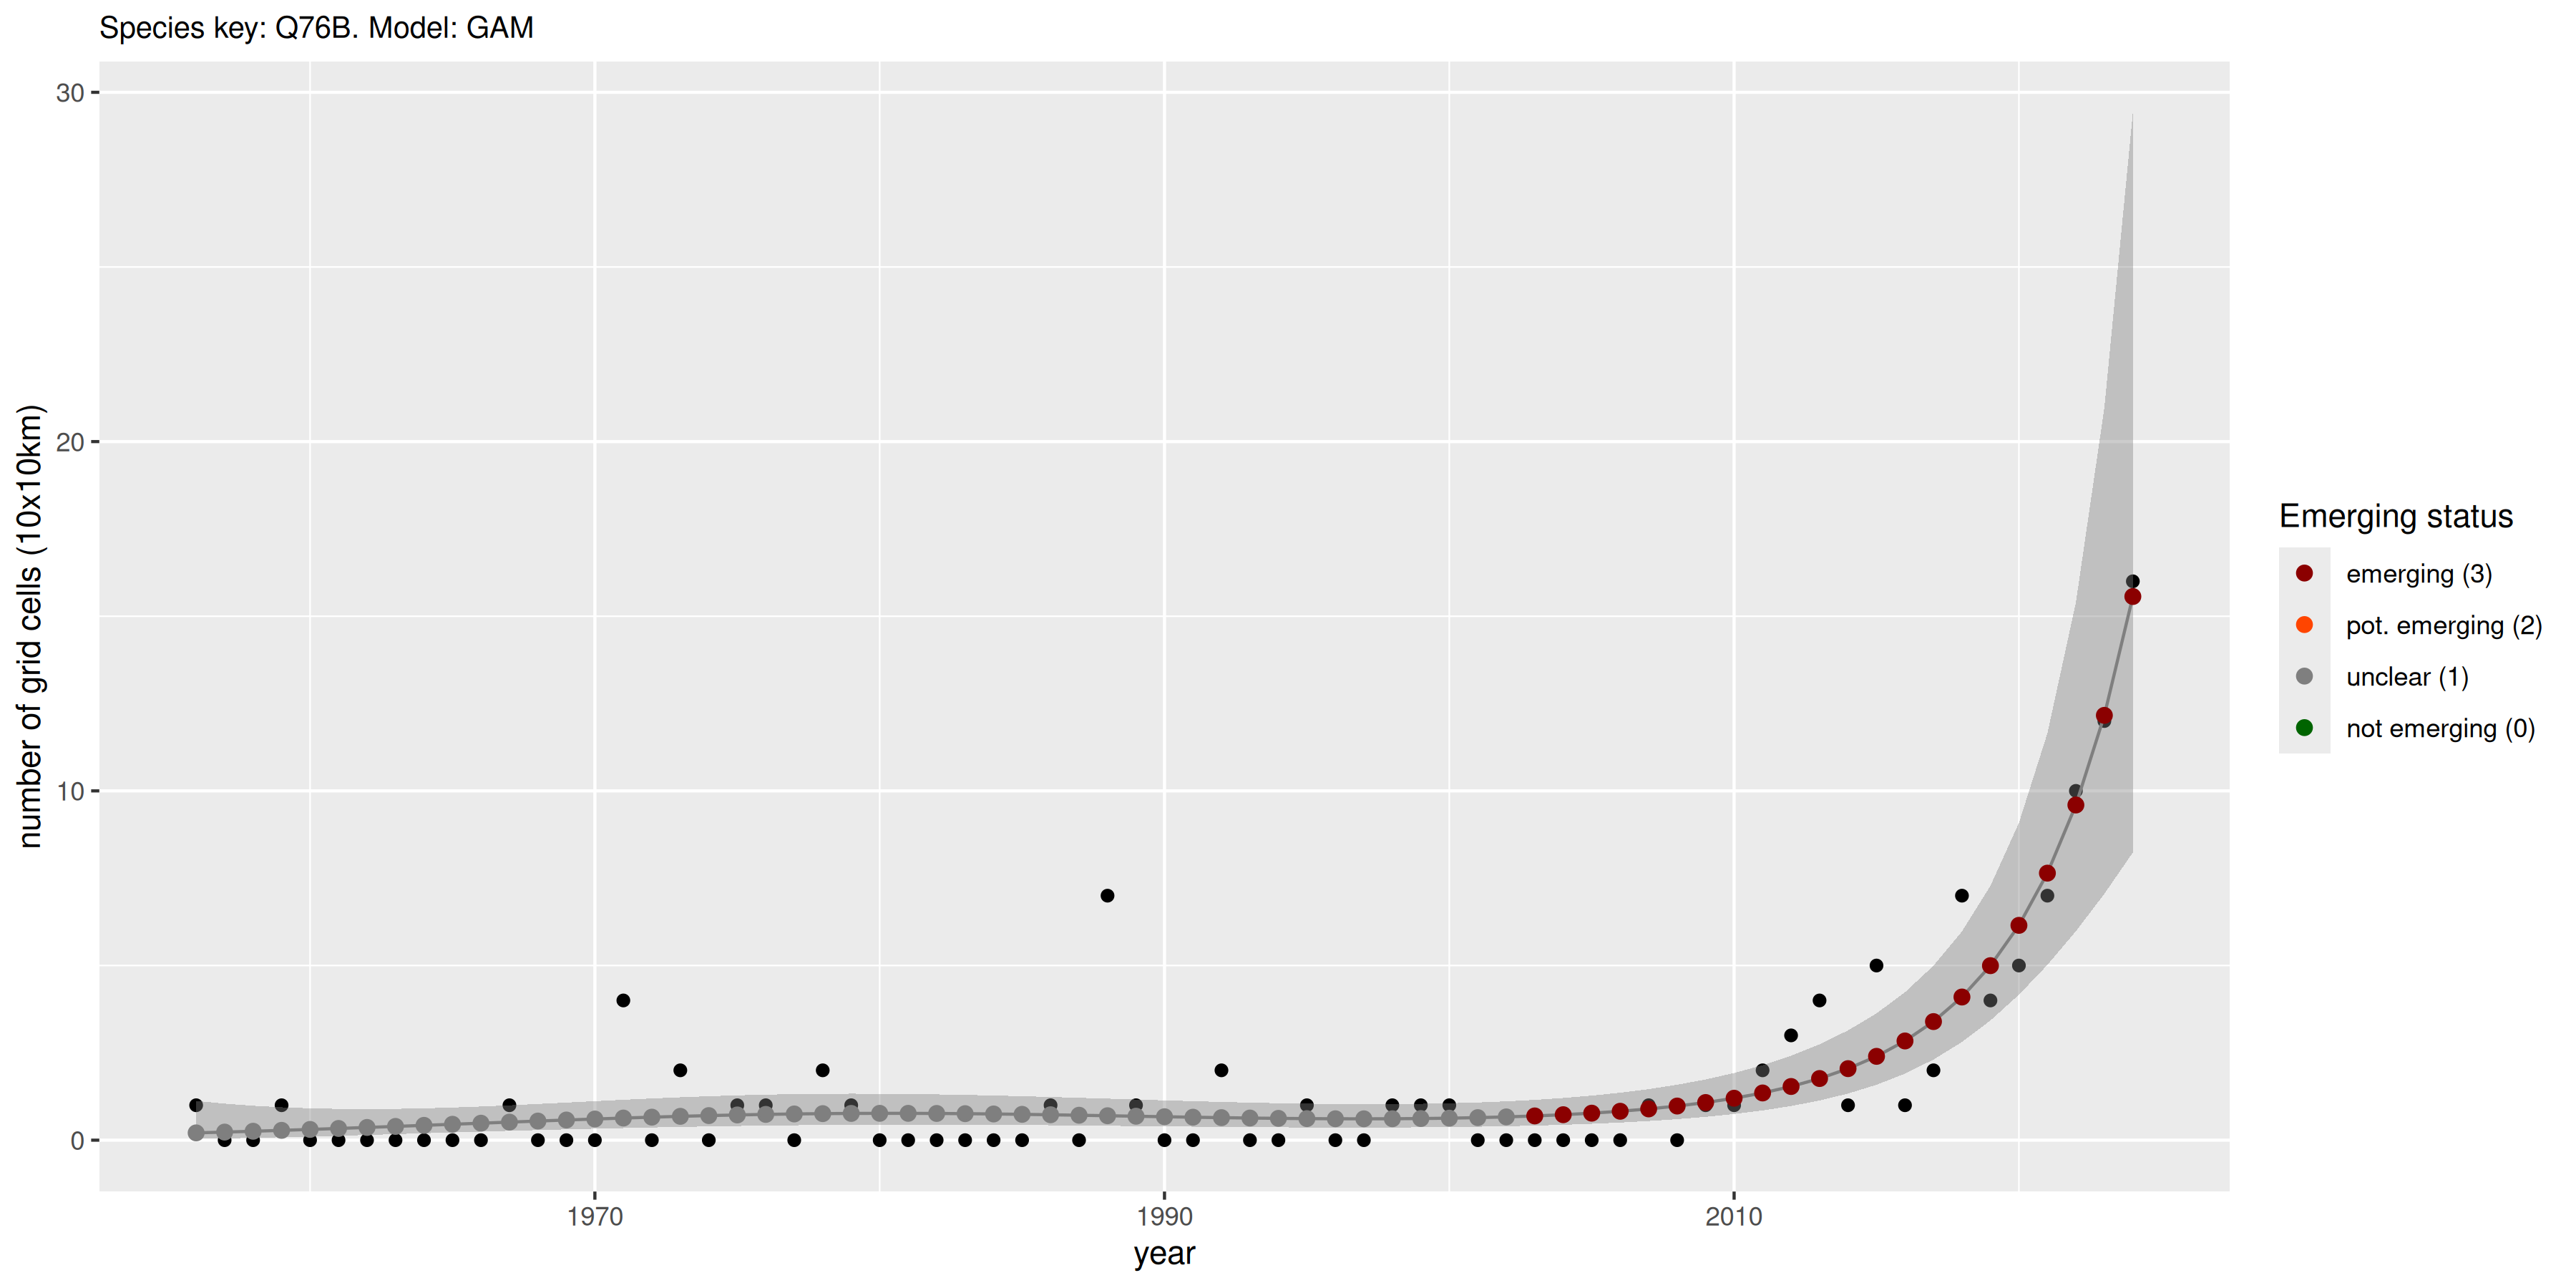 Species key: Q76B. Model: GAM
30
20
10
0
number of grid cells (10x10km)
1970
1990
2010
year
Emerging status
emerging (3)
pot. emerging (2)
unclear (1)
not emerging (0)